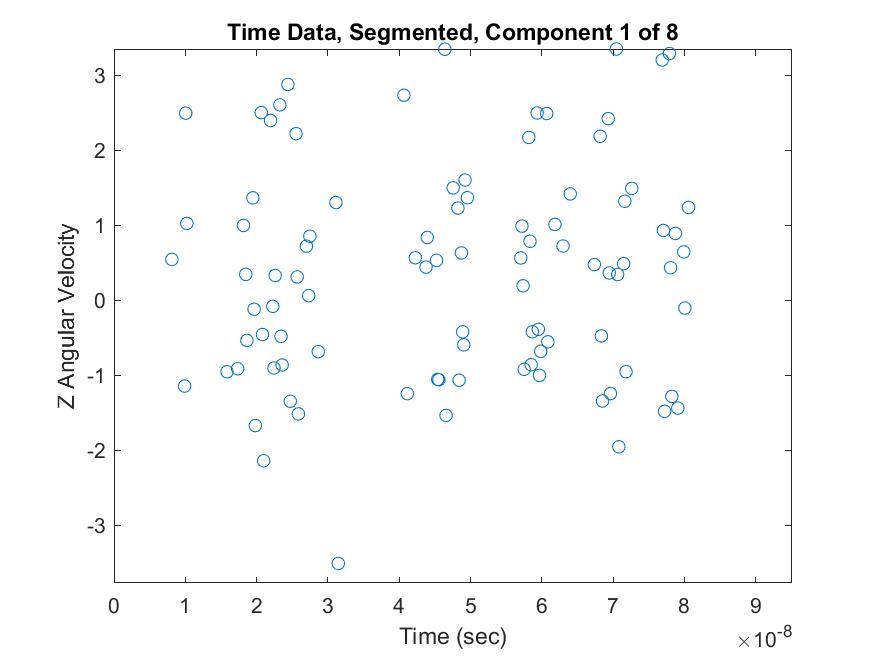 Time Data, Segmented, Component 1 of 8
Z Angular Velocity
3
2
1
0
-1
-2
-3
0 1 2 3 4 5 6 7 8 9
Time (sec)
×10-8